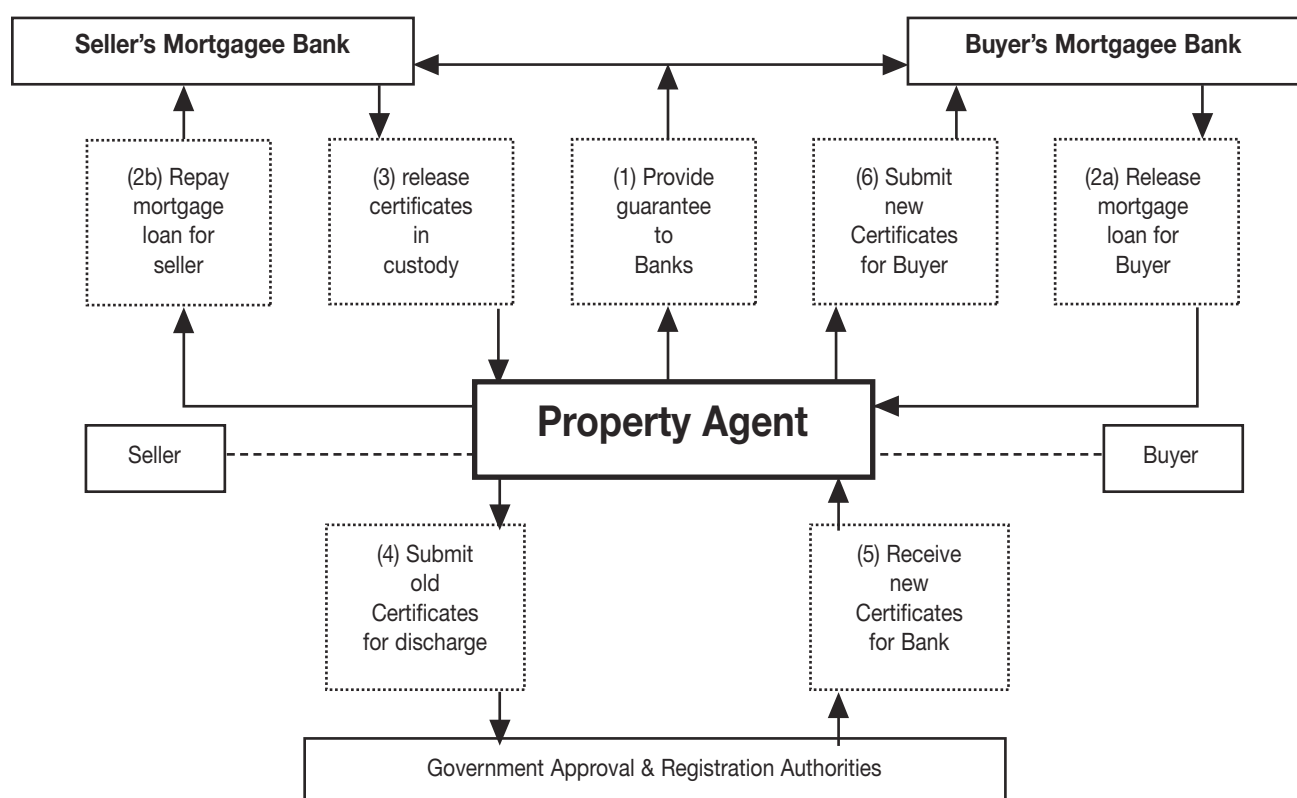 Seller’s Mortgagee Bank
Buyer’s Mortgagee Bank
(2b) Repay
mortgage
loan for
seller
(3) release
certificates
in
custody
(1) Provide
guarantee
to
Banks
(6) Submit
new
Certificates
for Buyer
(2a) Release
mortgage
loan for
Buyer
Property Agent
Seller
Buyer
(4) Submit
old
Certificates
for discharge
(5) Receive
new
Certificates
for Bank
Government Approval & Registration Authorities